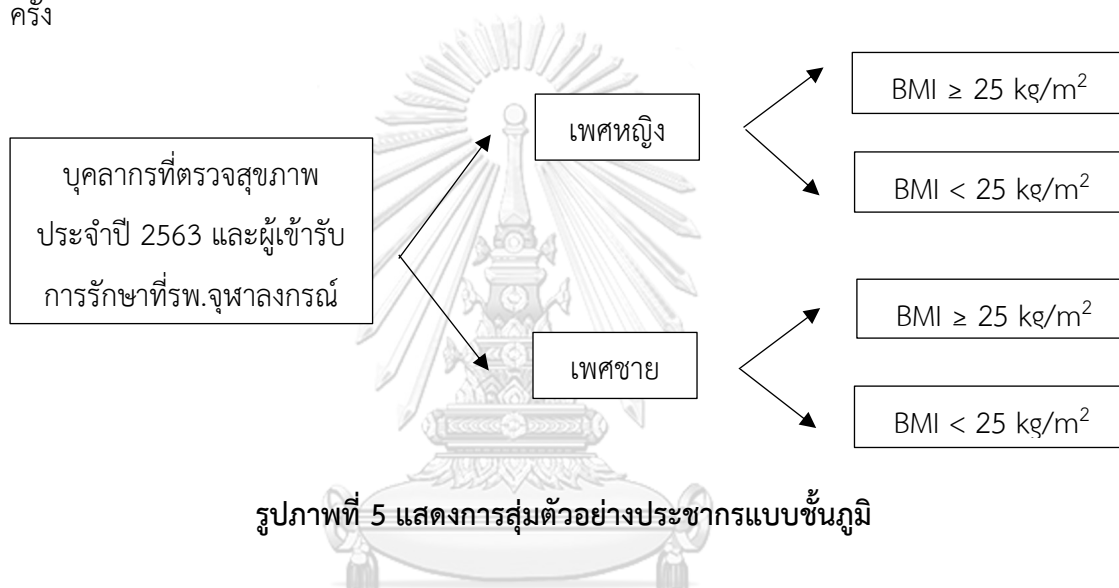 ครั้ง
บุคลากรที่ตรวจสุขภาพ
ประจำปี 2563 และผู้เข้ารับ
การรักษาที่รพ.จุฬาลงกรณ์
เพศหญิง
BMI ≥ 25 kg/m²
BMI < 25 kg/m²
เพศชาย
BMI ≥ 25 kg/m²
BMI < 25 kg/m²
รูปภาพที่ 5 แสดงการสุ่มตัวอย่างประชากรแบบชั้นภูมิ